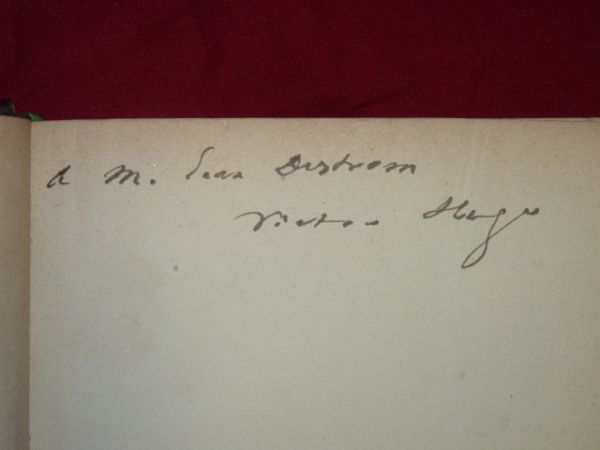 a M. Jean Destrem
Victor Hugo